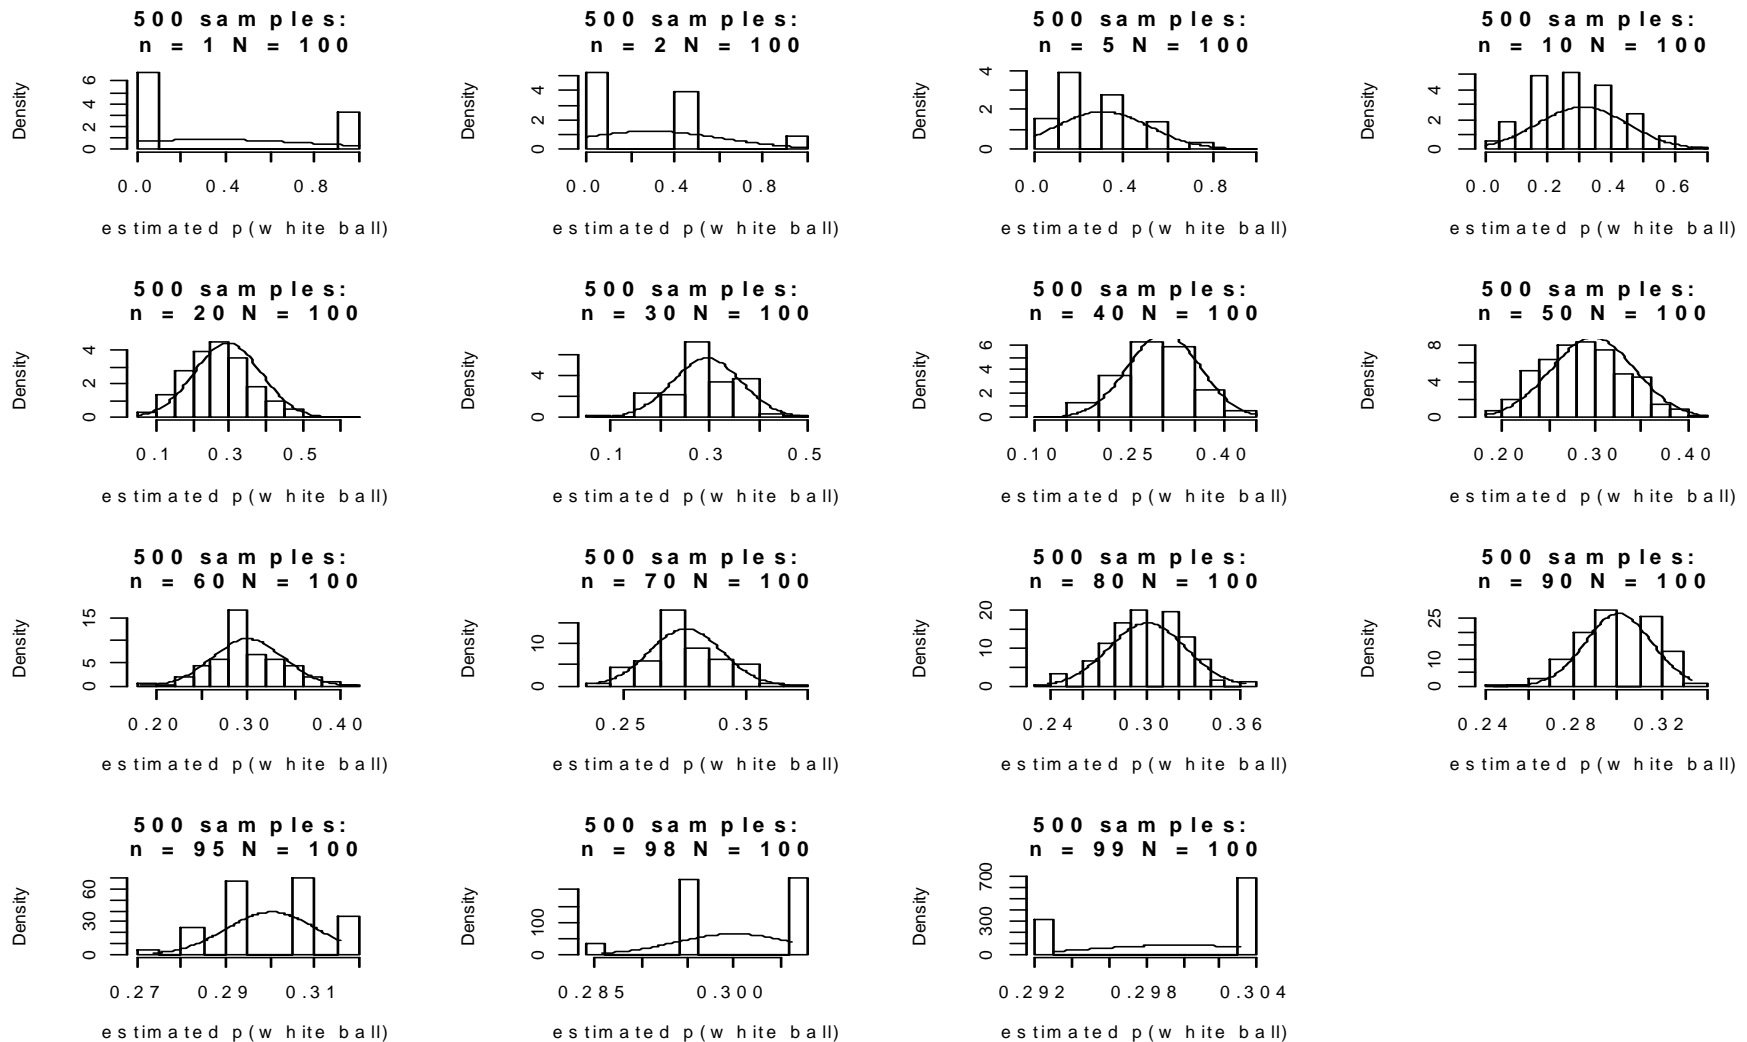 500 samples:
n = 1 N = 100
Density
0 2 4 6
0.0 0.4 0.8
estimated p(white ball)
500 samples:
n = 2 N = 100
Density
0 2 4
0.0 0.4 0.8
estimated p(white ball)
500 samples:
n = 5 N = 100
Density
0 2 4
0.0 0.4 0.8
estimated p(white ball)
500 samples:
n = 10 N = 100
Density
0 2 4
0.0 0.2 0.4 0.6
estimated p(white ball)
500 samples:
n = 20 N = 100
Density
0 2 4
0.1 0.3 0.5
estimated p(white ball)
500 samples:
n = 30 N = 100
Density
0 4
0.1 0.3 0.5
estimated p(white ball)
500 samples:
n = 40 N = 100
Density
0 2 4 6
0.10 0.25 0.40
estimated p(white ball)
500 samples:
n = 50 N = 100
Density
0 4 8
0.20 0.30 0.40
estimated p(white ball)
500 samples:
n = 60 N = 100
Density
0 5 15
0.20 0.30 0.40
estimated p(white ball)
500 samples:
n = 70 N = 100
Density
0 10
0.25 0.35
estimated p(white ball)
500 samples:
n = 80 N = 100
Density
0 10 20
0.24 0.30 0.36
estimated p(white ball)
500 samples:
n = 90 N = 100
Density
0 10 25
0.24 0.28 0.32
estimated p(white ball)
500 samples:
n = 95 N = 100
Density
0 30 60
0.27 0.29 0.31
estimated p(white ball)
500 samples:
n = 98 N = 100
Density
0 100
0.285 0.300
estimated p(white ball)
500 samples:
n = 99 N = 100
Density
0 300 700
0.292 0.298 0.304
estimated p(white ball)